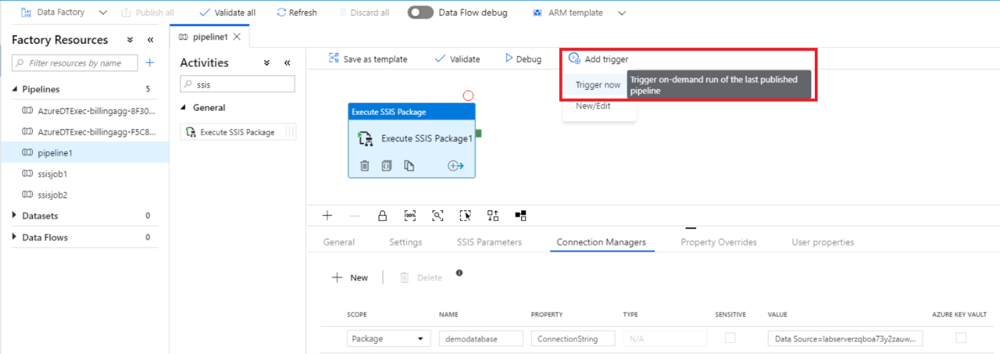 Data Factory
Publish all
Validate all
Refresh
Discard all
Data Flow debug
ARM template
Factory Resources
Filter resources by name
Pipelines 5
AzureDTExec-billingagg-8F30...
AzureDTExec-billingagg-F5C8...
pipeline1
ssisjob1
ssisjob2
Datasets 0
Data Flows 0
pipeline1
Activities
ssis
General
Execute SSIS Package
Save as template
Validate
Debug
Add trigger
Trigger now
Trigger on-demand run of the last published
pipeline
New/Edit
Execute SSIS Package
Execute SSIS Package1
100%
General
Settings
SSIS Parameters
Connection Managers
Property Overrides
User properties
New
Delete
SCOPE NAME PROPERTY TYPE SENSITIVE VALUE AZURE KEY VAULT
Package demodatabase ConnectionString N/A Data Source=labserverzqboa73y2zauw...